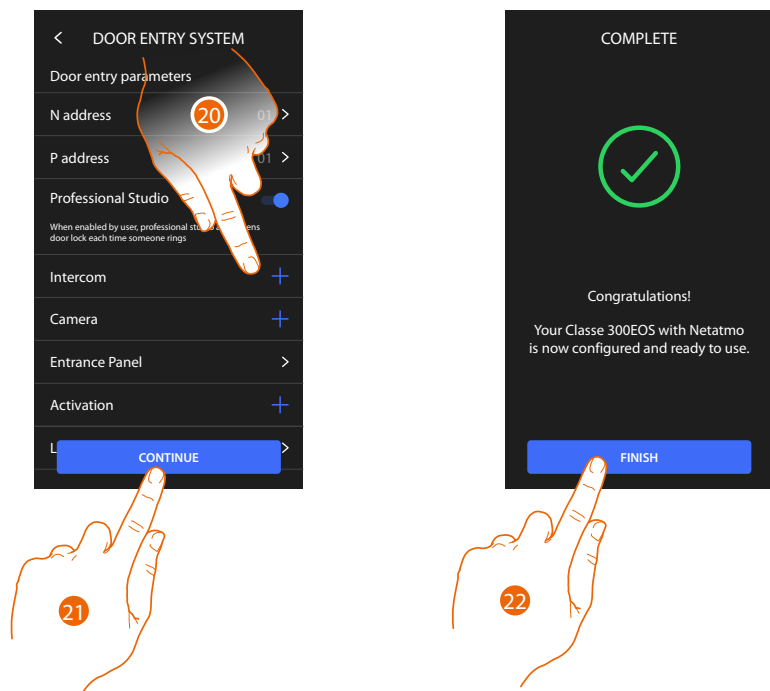 DOOR ENTRY SYSTEM
Door entry parameters
N address 01
20
P address 01
Professional Studio
When enabled by user, professional
door lock each time someone rings
Intercom
Camera
Entrance Panel
Activation
L
CONTINUE
21
COMPLETE
Congratulations!
Your Classe 300EOS with Netatmo
is now configured and ready to use.
FINISH
22